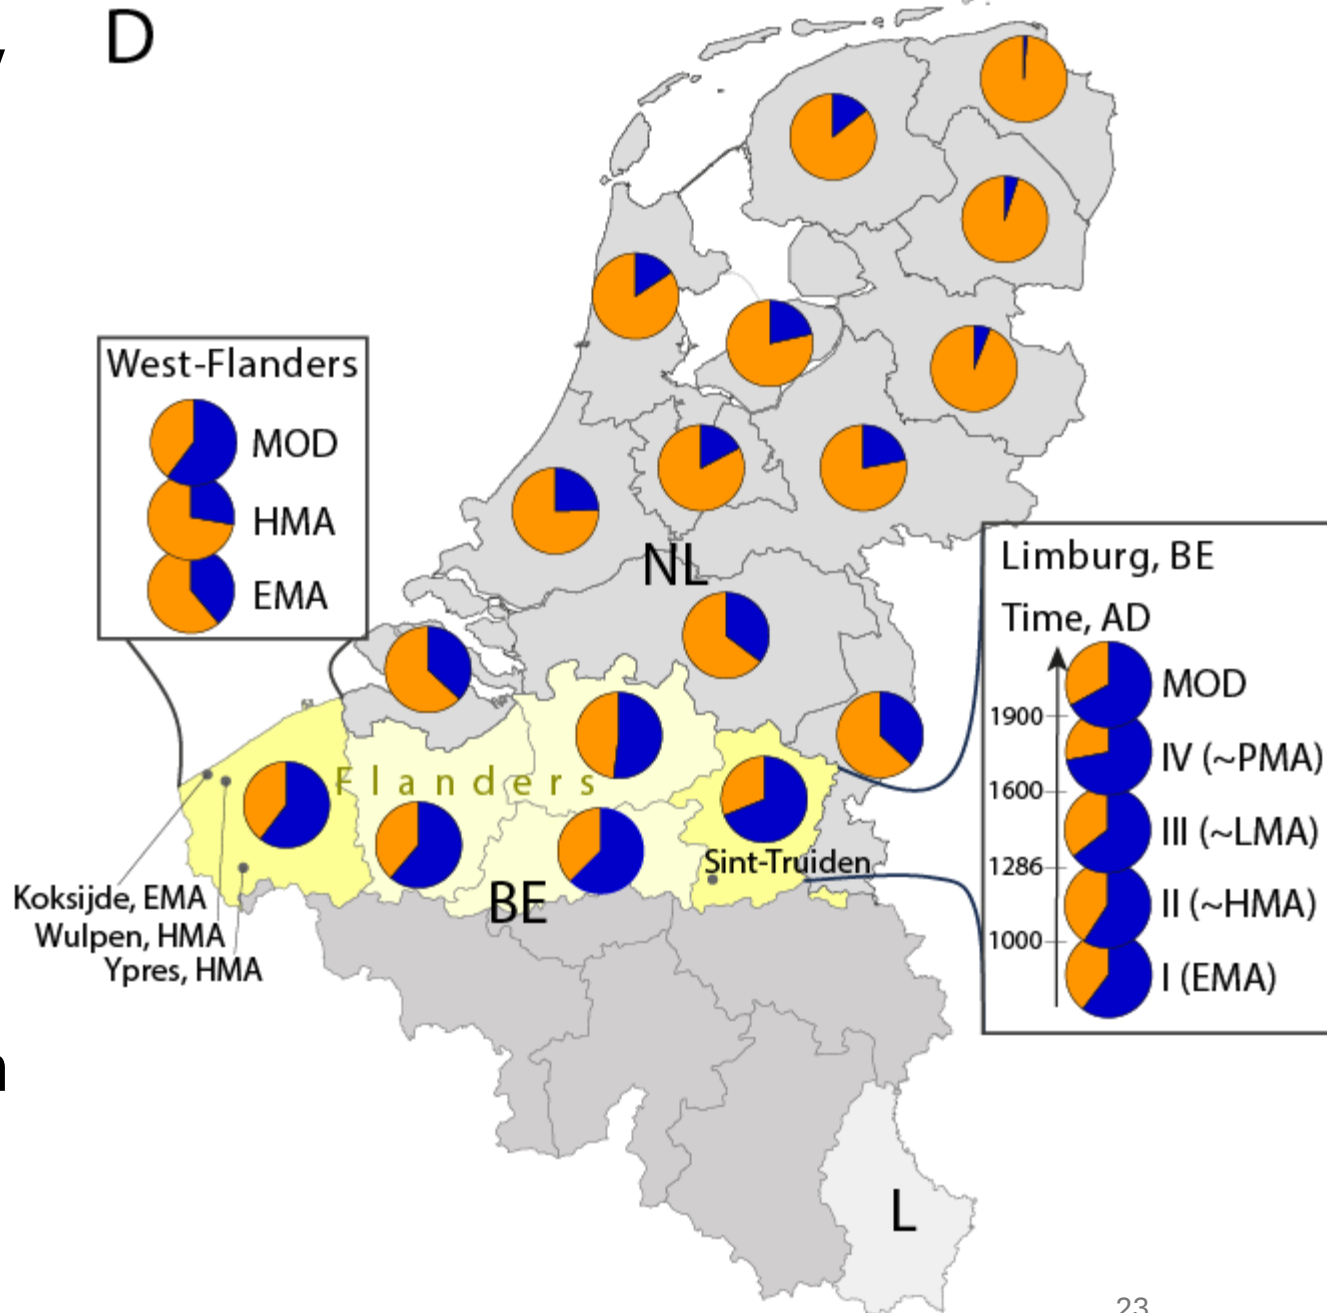 D
West-Flanders
MOD
HMA
EMA
NL
Limburg, BE
Time, AD
MOD
1900
IV (~PMA)
1600
III (~LMA)
1286
II (~HMA)
1000
I (EMA)
Flanders
Sint-Truiden
BE
Koksijde, EMA
Wulpen, HMA
Ypres, HMA
L
23